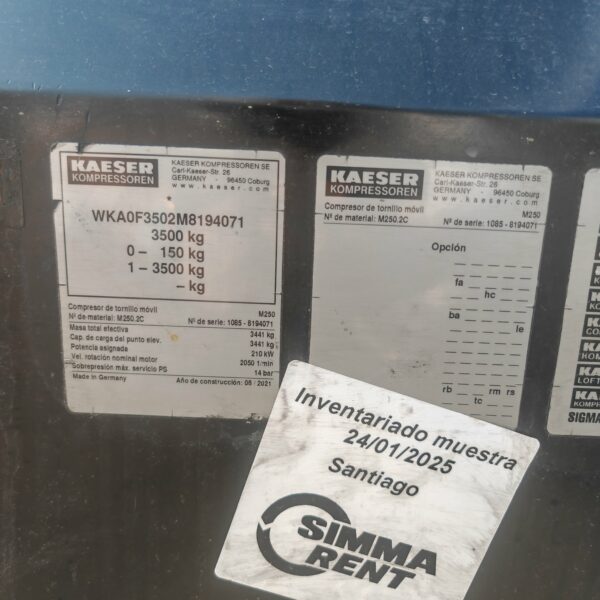 KAESER
KOMPRESSOREN
KAESER KOMPRESSOREN SE
Carl-Kaeser-Str. 26
GERMANY - 96450 Coburg
www.kaeser.com
WKA0F3502M8194071
3500 kg
0 – 150 kg
1 – 3500 kg
– kg
Compresor de tornillo móvil M250
Nº de material: M250.2C Nº de serie: 1085 - 8194071
Masa total efectiva 3441 kg
Cap. de carga del punto elev. 3441 kg
Potencia asignada 210 kW
Vel. rotación nominal motor 2050 1/min
Sobrepresión máx. servicio PS 14 bar
Made in Germany Año de construcción: 05 / 2021
KAESER
KOMPRESSOREN
KAESER KOMPRESSOREN SE
Carl-Kaeser-Str. 26
GERMANY - 96450 Coburg
www.kaeser.com
Compresor de tornillo móvil M250
Nº de material: M250.2C Nº de serie: 1085 - 8194071
Opción
fa hc
ba le
rb rm rs
tc
Inventariado muestra
24/01/2025
Santiago
SIMMA
RENT